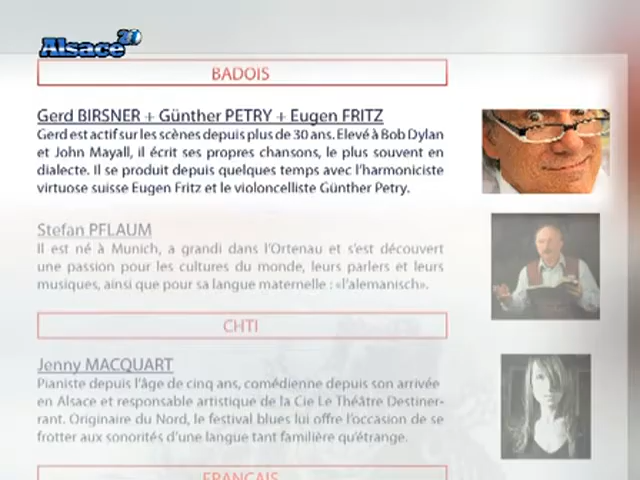 Alsace 20
BADOIS
Gerd BIRSNER + Günther PETRY + Eugen FRITZ
Gerd est actif sur les scènes depuis plus de 30 ans. Elevé à Bob Dylan
et John Mayall, il écrit ses propres chansons, le plus souvent en
dialecte. Il se produit depuis quelques temps avec l'harmoniciste
virtuose suisse Eugen Fritz et le violoncelliste Günther Petry.
Stefan PFLAUM
Il est né à Munich, a grandi dans l'Ortenau et s'est découvert
une passion pour les cultures du monde, leurs parlers et leurs
musiques, ainsi que pour sa langue maternelle : «l'alemanisch».
CHTI
Jenny MACQUART
Pianiste depuis l'âge de cinq ans, comédienne depuis son arrivée
en Alsace et responsable artistique de la Cie Le Théâtre Destiner-
rant. Originaire du Nord, le festival blues lui offre l'occasion de se
frotter aux sonorités d'une langue tant familière qu'étrange.
FRANÇAIS